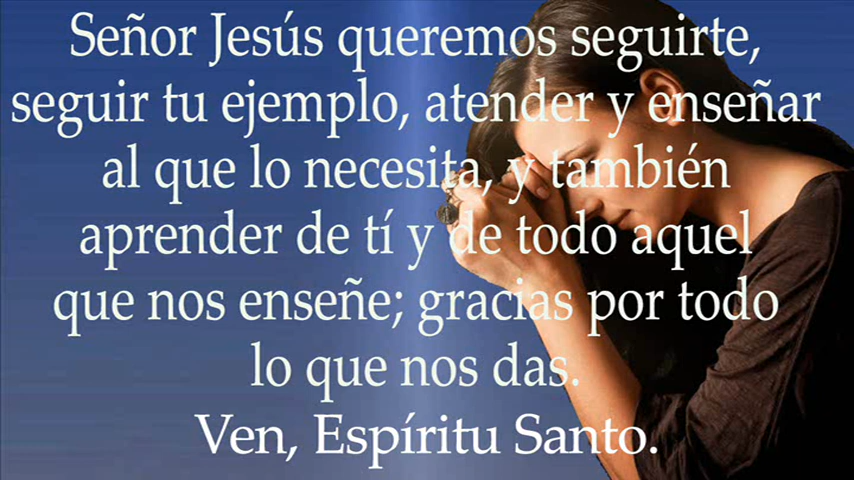 Señor Jesús queremos seguirte,
seguir tu ejemplo, atender y enseñar
al que lo necesita, y también
aprender de tí y de todo aquel
que nos enseñe; gracias por todo
lo que nos das.
Ven, Espíritu Santo.